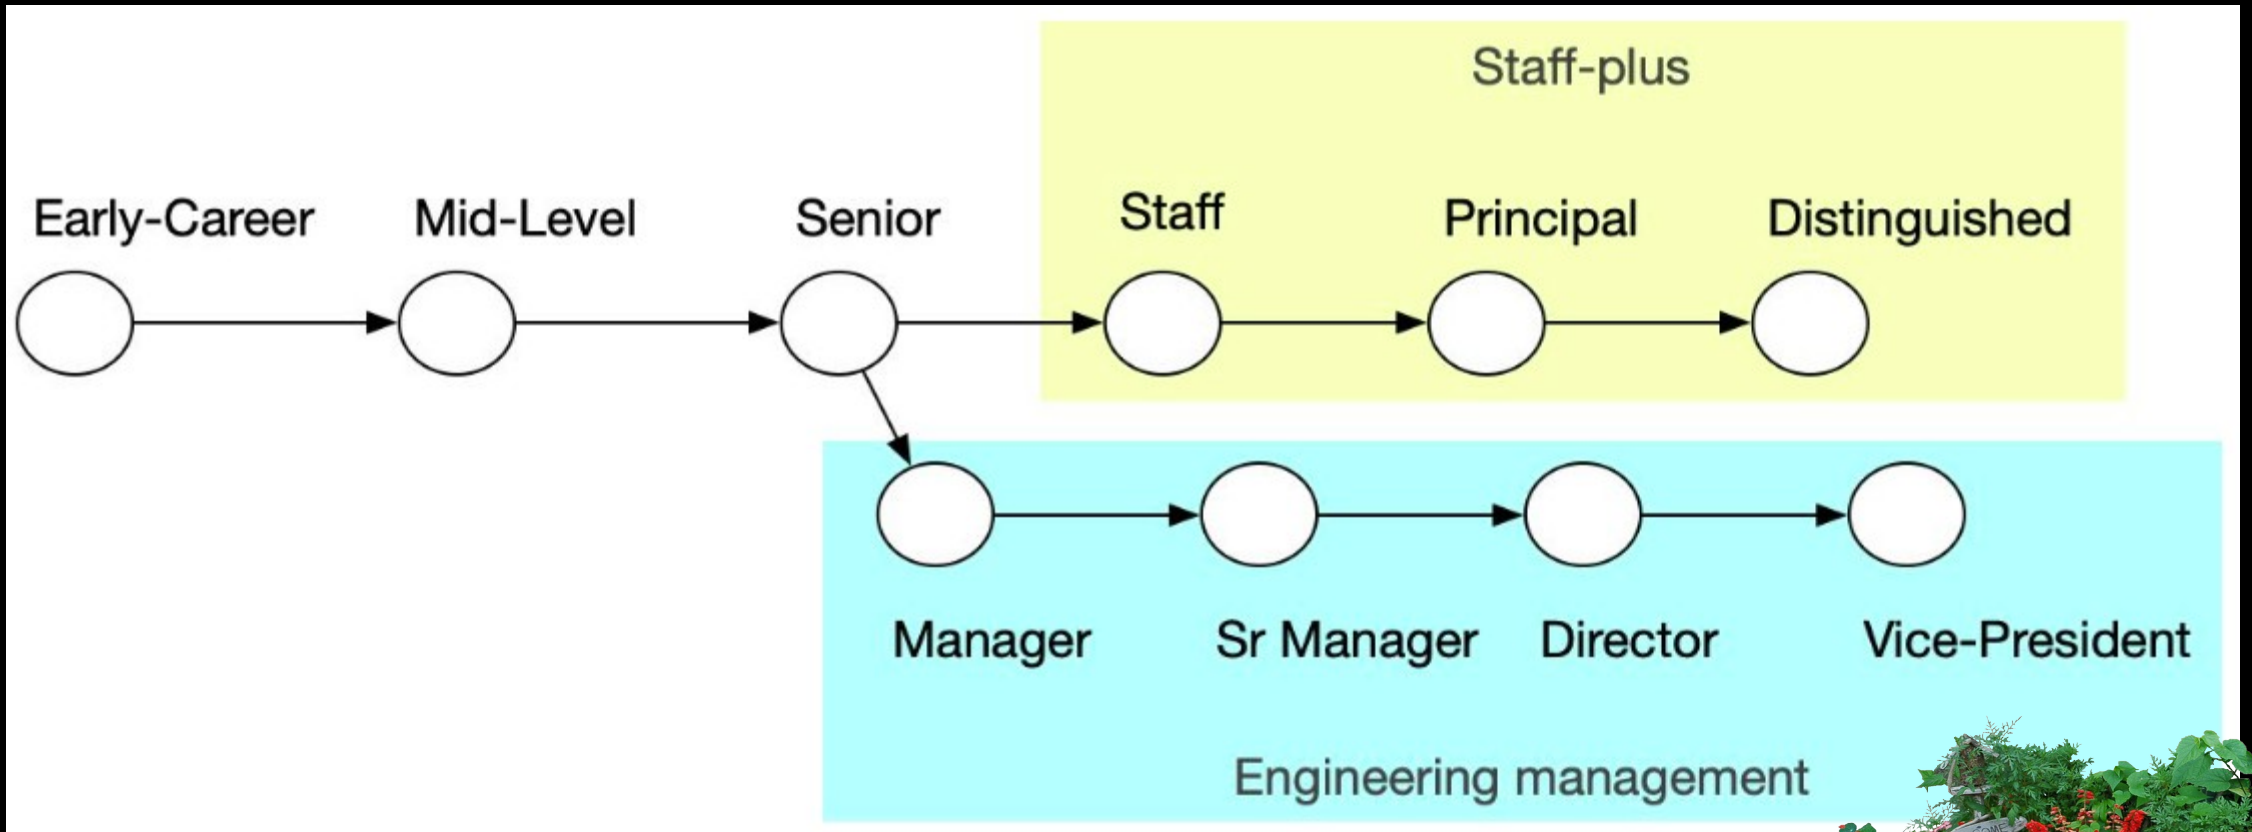 Staff-plus
Early-Career Mid-Level Senior Staff Principal Distinguished
Manager Sr Manager Director Vice-President
Engineering management